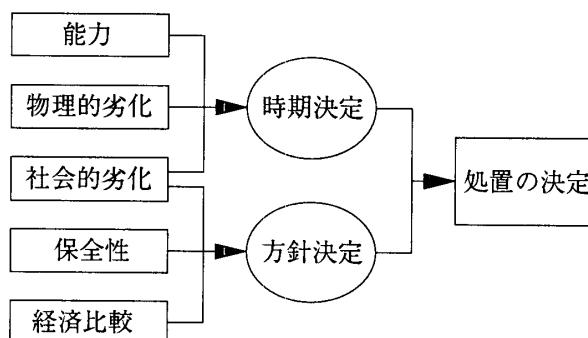 能力
物理的劣化
社会的劣化
保全性
経済比較
時期決定
方針決定
処置の決定